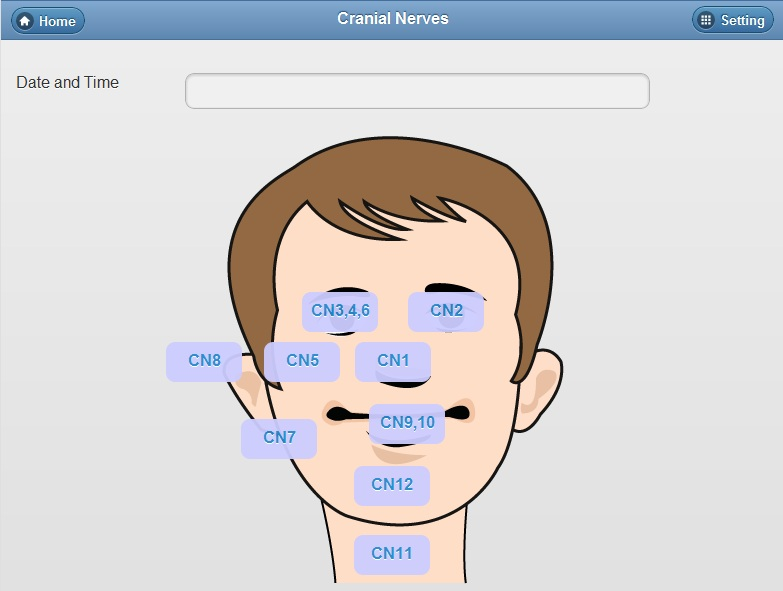 Home
Cranial Nerves
Setting
Date and Time
CN3,4,6
CN2
CN8
CN5
CN1
CN9,10
CN7
CN12
CN11